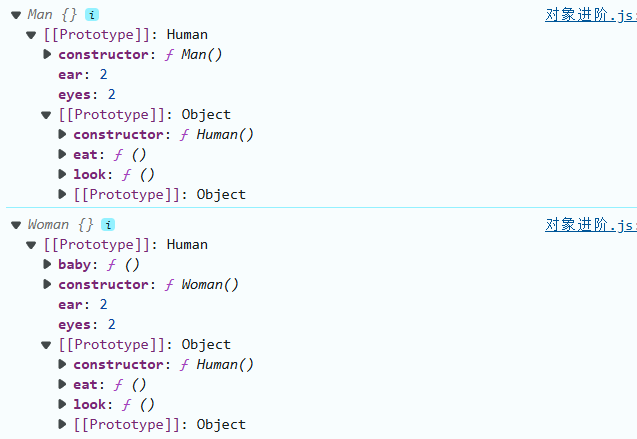 Man {} i 对象进阶.js:
[[Prototype]]: Human
constructor: ƒ Man()
ear: 2
eyes: 2
[[Prototype]]: Object
constructor: ƒ Human()
eat: ƒ ()
look: ƒ ()
[[Prototype]]: Object
Woman {} i 对象进阶.js:
[[Prototype]]: Human
baby: ƒ ()
constructor: ƒ Woman()
ear: 2
eyes: 2
[[Prototype]]: Object
constructor: ƒ Human()
eat: ƒ ()
look: ƒ ()
[[Prototype]]: Object